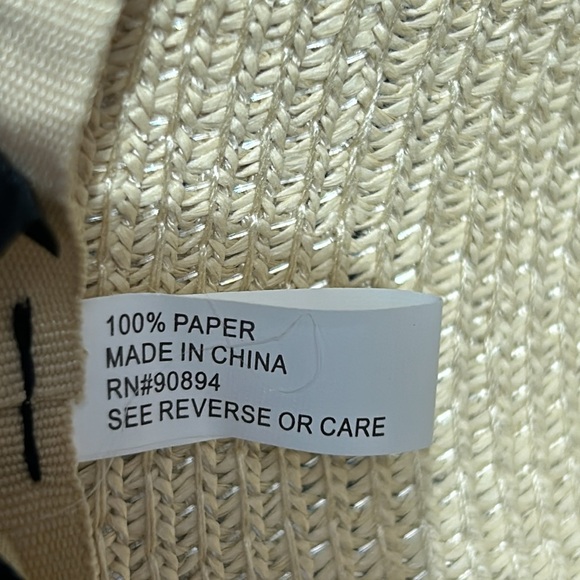 100% PAPER
MADE IN CHINA
RN#90894
SEE REVERSE OR CARE